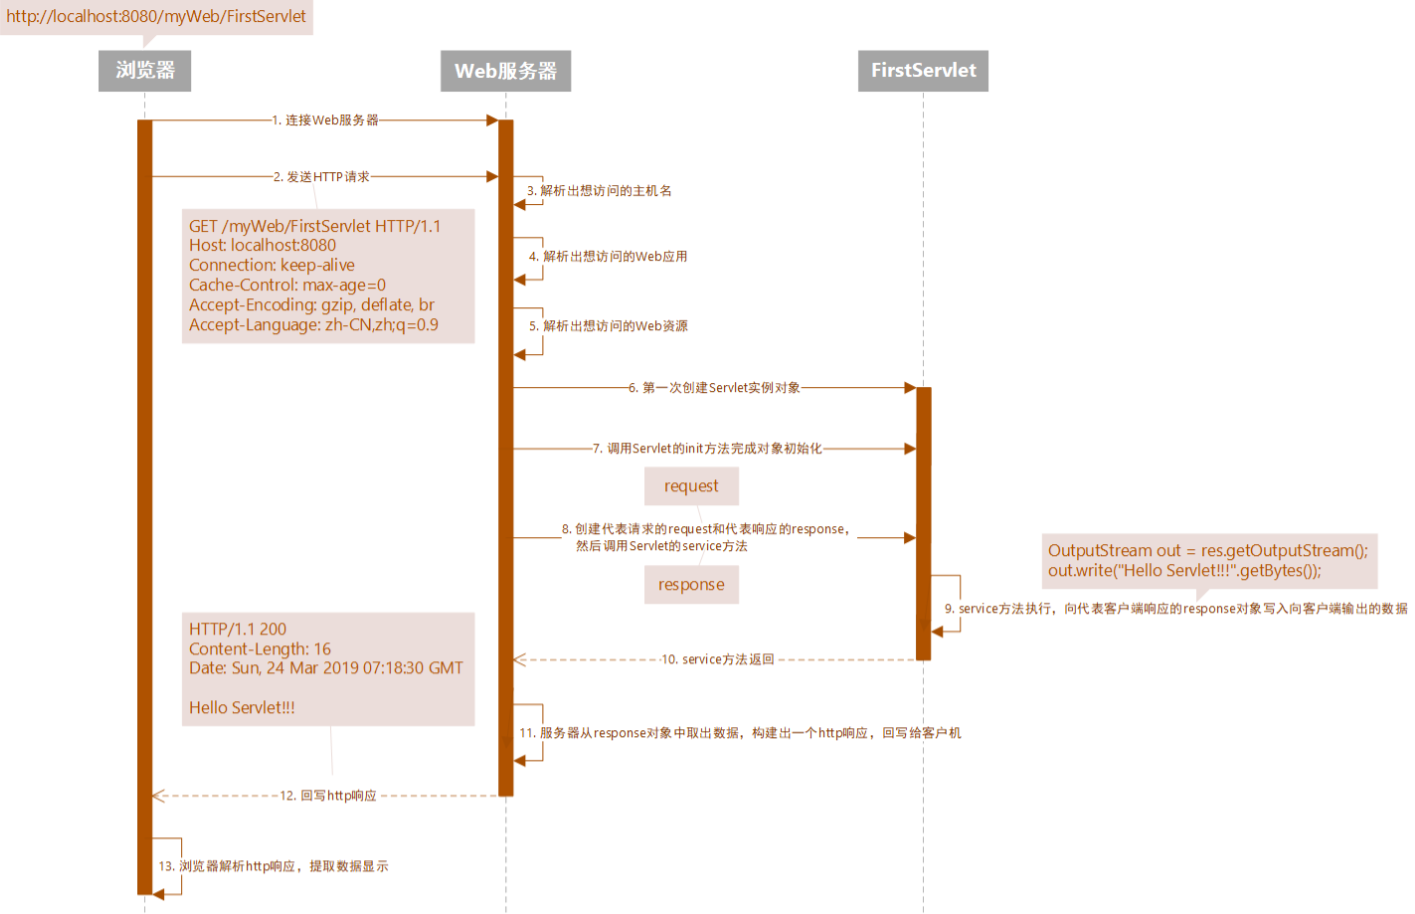 http://localhost:8080/myWeb/FirstServlet
浏览器
Web服务器
FirstServlet
1. 连接Web服务器
2. 发送HTTP请求
3. 解析出想访问的主机名
GET /myWeb/FirstServlet HTTP/1.1
Host: localhost:8080
Connection: keep-alive
Cache-Control: max-age=0
Accept-Encoding: gzip, deflate, br
Accept-Language: zh-CN,zh;q=0.9
4. 解析出想访问的Web应用
5. 解析出想访问的Web资源
6. 第一次创建Servlet实例对象
7. 调用Servlet的init方法完成对象初始化
request
8. 创建代表请求的request和代表响应的response，
然后调用Servlet的service方法
response
OutputStream out = res.getOutputStream();
out.write("Hello Servlet!!!".getBytes());
9. service方法执行，向代表客户端响应的response对象写入向客户端输出的数据
10. service方法返回
HTTP/1.1 200
Content-Length: 16
Date: Sun, 24 Mar 2019 07:18:30 GMT
Hello Servlet!!!
11. 服务器从response对象中取出数据，构建出一个http响应，回写给客户机
12. 回写http响应
13. 浏览器解析http响应，提取数据显示